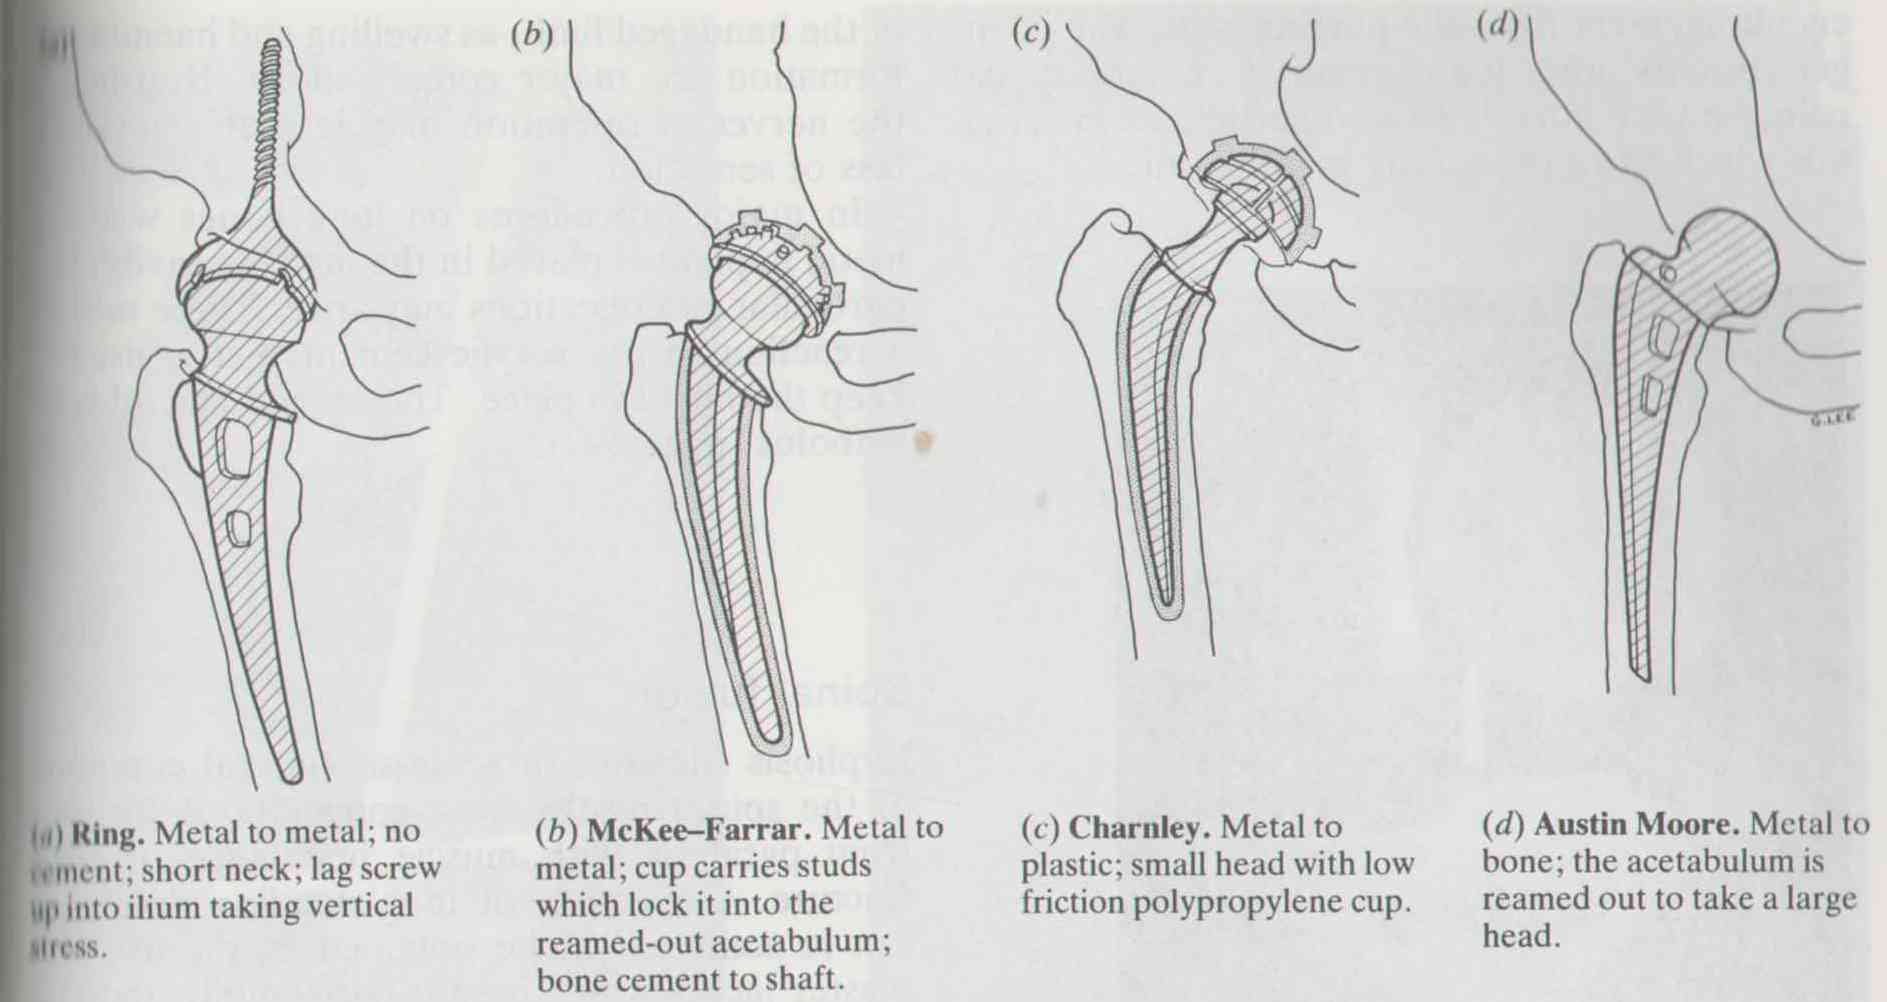 (a)
(b)
(c)
(d)
G.LEE
(a) Ring. Metal to metal; no
cement; short neck; lag screw
up into ilium taking vertical
stress.
(b) McKee–Farrar. Metal to
metal; cup carries studs
which lock it into the
reamed-out acetabulum;
bone cement to shaft.
(c) Charnley. Metal to
plastic; small head with low
friction polypropylene cup.
(d) Austin Moore. Metal to
bone; the acetabulum is
reamed out to take a large
head.